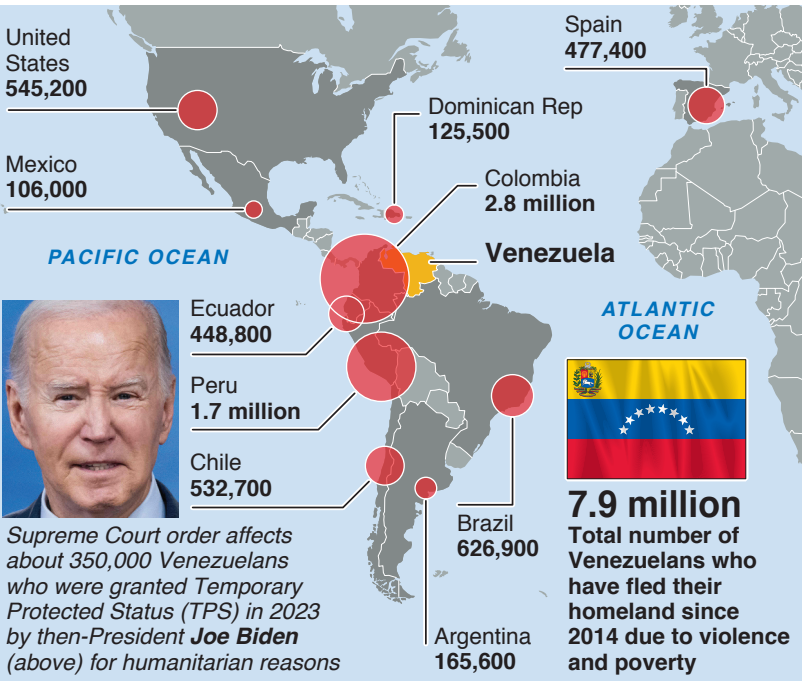 United
States
545,200
Spain
477,400
Dominican Rep
125,500
Mexico
106,000
Colombia
2.8 million
Venezuela
PACIFIC OCEAN
Ecuador
448,800
ATLANTIC
OCEAN
Peru
1.7 million
Chile
532,700
Brazil
626,900
Argentina
165,600
Supreme Court order affects
about 350,000 Venezuelans
who were granted Temporary
Protected Status (TPS) in 2023
by then-President Joe Biden
(above) for humanitarian reasons
7.9 million
Total number of
Venezuelans who
have fled their
homeland since
2014 due to violence
and poverty